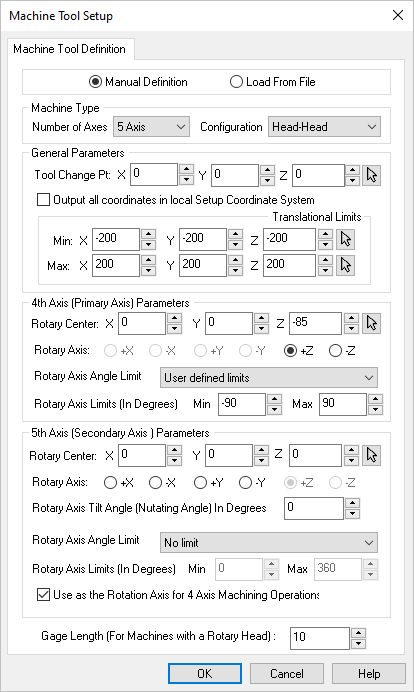 Machine Tool Setup
Machine Tool Definition
Manual Definition Load From File
Machine Type
Number of Axes 5 Axis Configuration Head-Head
General Parameters
Tool Change Pt: X 0 Y 0 Z 0
Output all coordinates in local Setup Coordinate System
Translational Limits
Min: X -200 Y -200 Z -200
Max: X 200 Y 200 Z 200
4th Axis (Primary Axis) Parameters
Rotary Center: X 0 Y 0 Z -85
Rotary Axis: +X -X +Y -Y +Z -Z
Rotary Axis Angle Limit User defined limits
Rotary Axis Limits (In Degrees) Min -90 Max 90
5th Axis (Secondary Axis ) Parameters
Rotary Center: X 0 Y 0 Z 0
Rotary Axis: +X -X +Y -Y +Z -Z
Rotary Axis Tilt Angle (Nutating Angle) In Degrees 0
Rotary Axis Angle Limit No limit
Rotary Axis Limits (In Degrees) Min 0 Max 360
Use as the Rotation Axis for 4 Axis Machining Operations
Gage Length (For Machines with a Rotary Head) : 10
OK Cancel Help